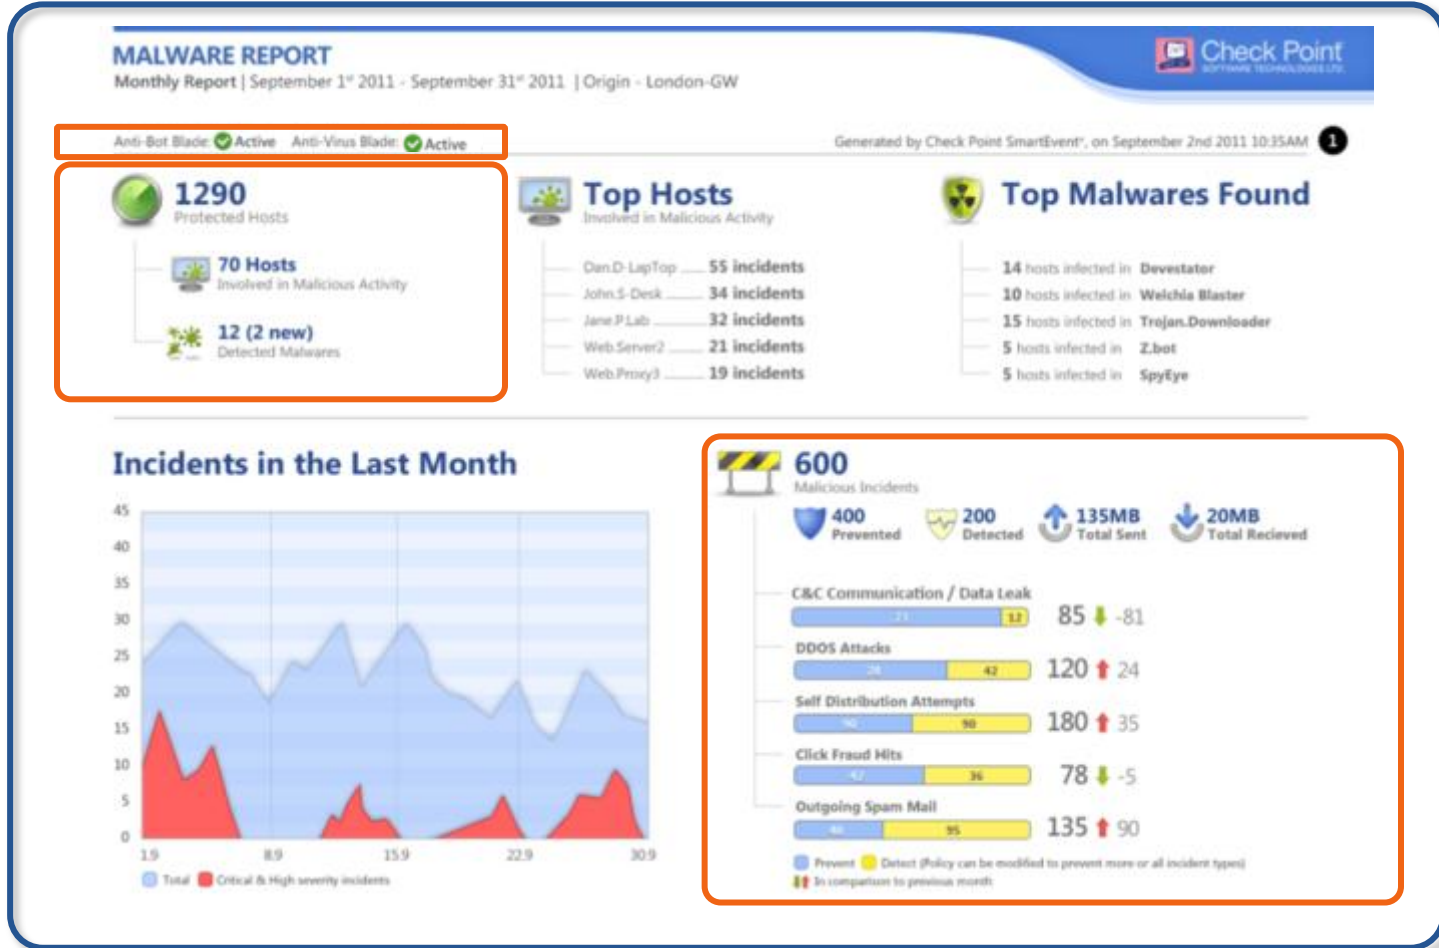 MALWARE REPORT
Check Point
SOFTWARE TECHNOLOGIES LTD.
Monthly Report | September 1st 2011 - September 31st 2011 | Origin - London-GW
Anti-Bot Blade: Active Anti-Virus Blade: Active
Generated by Check Point SmartEvent, on September 2nd 2011 10:35AM 1
1290
Protected Hosts
70 Hosts
Involved in Malicious Activity
12 (2 new)
Detected Malwares
Top Hosts
Involved in Malicious Activity
Dan.D-LapTop 55 incidents
John.S-Desk 34 incidents
Jane.P.Lab 32 incidents
Web.Server2 21 incidents
Web.Proxy3 19 incidents
Top Malwares Found
14 hosts infected in Devestator
10 hosts infected in Welchia Blaster
15 hosts infected in Trojan.Downloader
5 hosts infected in Z.bot
5 hosts infected in SpyEye
Incidents in the Last Month
45
40
35
30
25
20
15
10
5
0
1.9 8.9 15.9 22.9 30.9
Total Critical & High severity incidents
600
Malicious Incidents
400 200 135MB 20MB
Prevented Detected Total Sent Total Recieved
C&C Communication / Data Leak
12 85 -81
DDOS Attacks
42 120 24
Self Distribution Attempts
90 90 180 35
Click Fraud Hits
42 36 78 -5
Outgoing Spam Mail
95 135 90
Prevent Detect (Policy can be modified to prevent more or all incident types)
In comparison to previous month